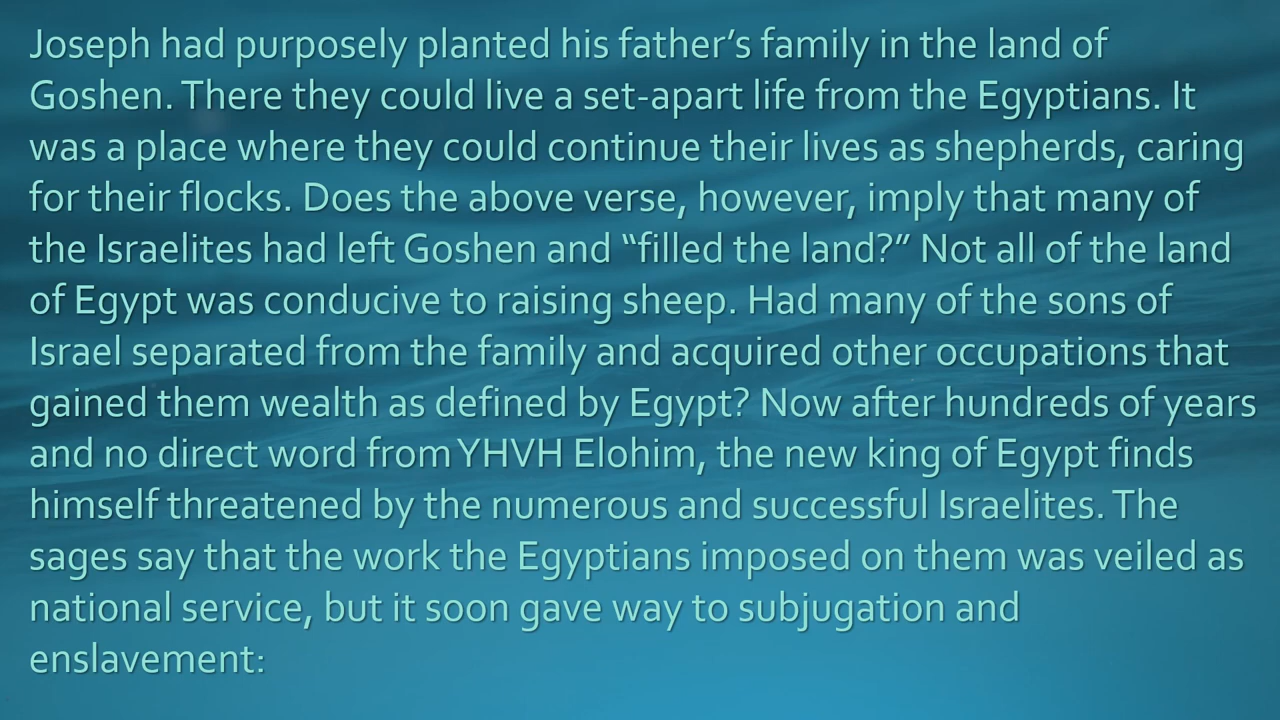 Joseph had purposely planted his father’s family in the land of
Goshen. There they could live a set-apart life from the Egyptians. It
was a place where they could continue their lives as shepherds, caring
for their flocks. Does the above verse, however, imply that many of
the Israelites had left Goshen and “filled the land?” Not all of the land
of Egypt was conducive to raising sheep. Had many of the sons of
Israel separated from the family and acquired other occupations that
gained them wealth as defined by Egypt? Now after hundreds of years
and no direct word from YHVH Elohim, the new king of Egypt finds
himself threatened by the numerous and successful Israelites. The
sages say that the work the Egyptians imposed on them was veiled as
national service, but it soon gave way to subjugation and
enslavement: